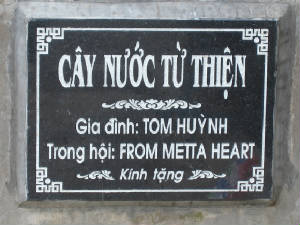 CÂY NƯỚC TỪ THIỆN
Gia đình: TOM HUỲNH
Trong hội: FROM METTA HEART
Kính tặng